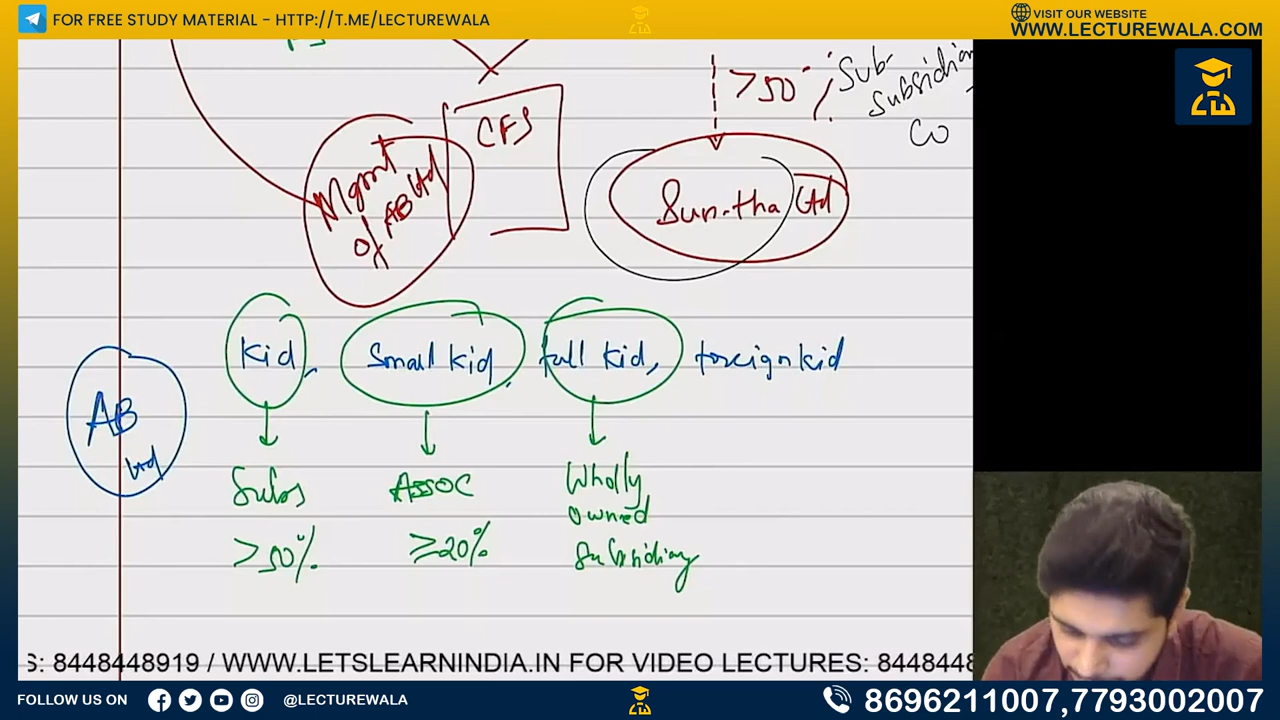 FOR FREE STUDY MATERIAL - HTTP://T.ME/LECTUREWALA
VISIT OUR WEBSITE
WWW.LECTUREWALA.COM
>50%
Sub-
Subsidiary
Co
CFS
Mgmt
of AB Ltd
Ltd
Kid, Small kid, full kid, foreign kid
AB
Ltd
Subs
ASSOC
Wholly
owned
Subsidiary
>50%
≥20%
S: 8448448919 / WWW.LETSLEARNINDIA.IN FOR VIDEO LECTURES: 8448448
FOLLOW US ON
@LECTUREWALA
8696211007,7793002007